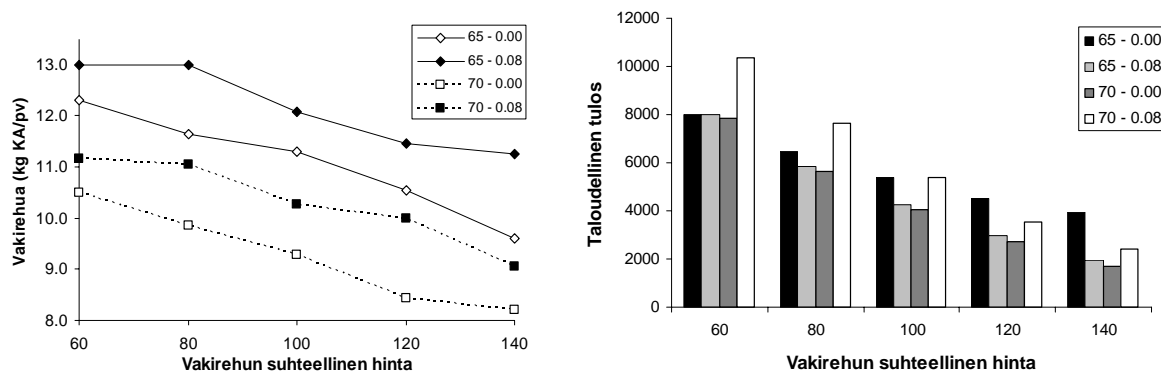 65 - 0.00
65 - 0.08
70 - 0.00
70 - 0.08
13.0
12.0
11.0
10.0
9.0
8.0
Väkirehua (kg KA/pv)
60 80 100 120 140
Väkirehun suhteellinen hinta
12000
10000
8000
6000
4000
2000
0
Taloudellinen tulos
65 - 0.00
65 - 0.08
70 - 0.00
70 - 0.08
60 80 100 120 140
Väkirehun suhteellinen hinta